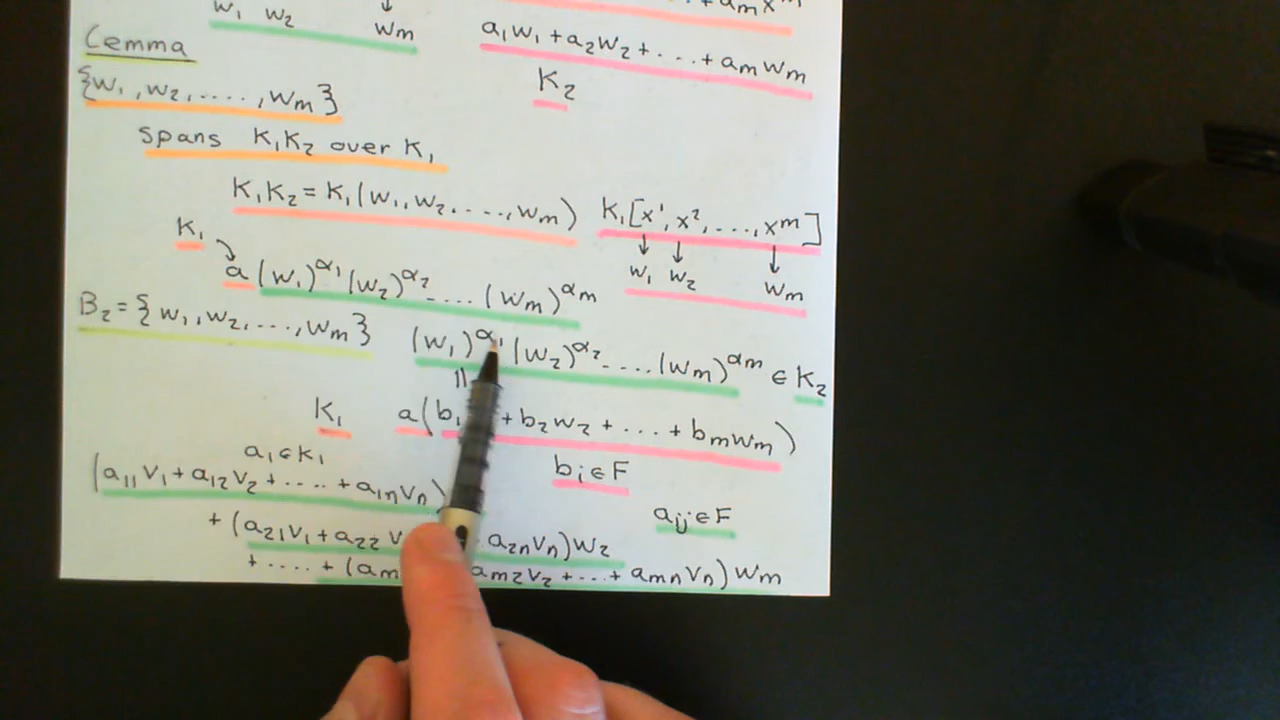 w₁ w₂ ↓ wm
+ amx^m
Lemma
a₁w₁ + a₂w₂ + ... + amwm
K₂
{w₁, w₂, ...., wm}
spans K₁K₂ over K₁
K₁K₂ = K₁(w₁, w₂, ...., wm)
K₁[x¹, x², ..., x^m]
↓ ↓ ↓
w₁ w₂ wm
K₁
a(w₁)^α₁ (w₂)^α₂ .... (wm)^αm
B₂ = {w₁, w₂, ..., wm}
(w₁)^α₁ (w₂)^α₂ .... (wm)^αm ∈ K₂
||
K₁ a(b₁ + b₂w₂ + ... + bmwm)
a₁ ∈ K₁
bᵢ ∈ F
(a₁₁v₁ + a₁₂v₂ + .... + a₁nvn)
aᵢⱼ ∈ F
+ (a₂₁v₁ + a₂₂v a₂nvn)w₂
+ .... + (am am₂v₂ + ... + amnvn)wm